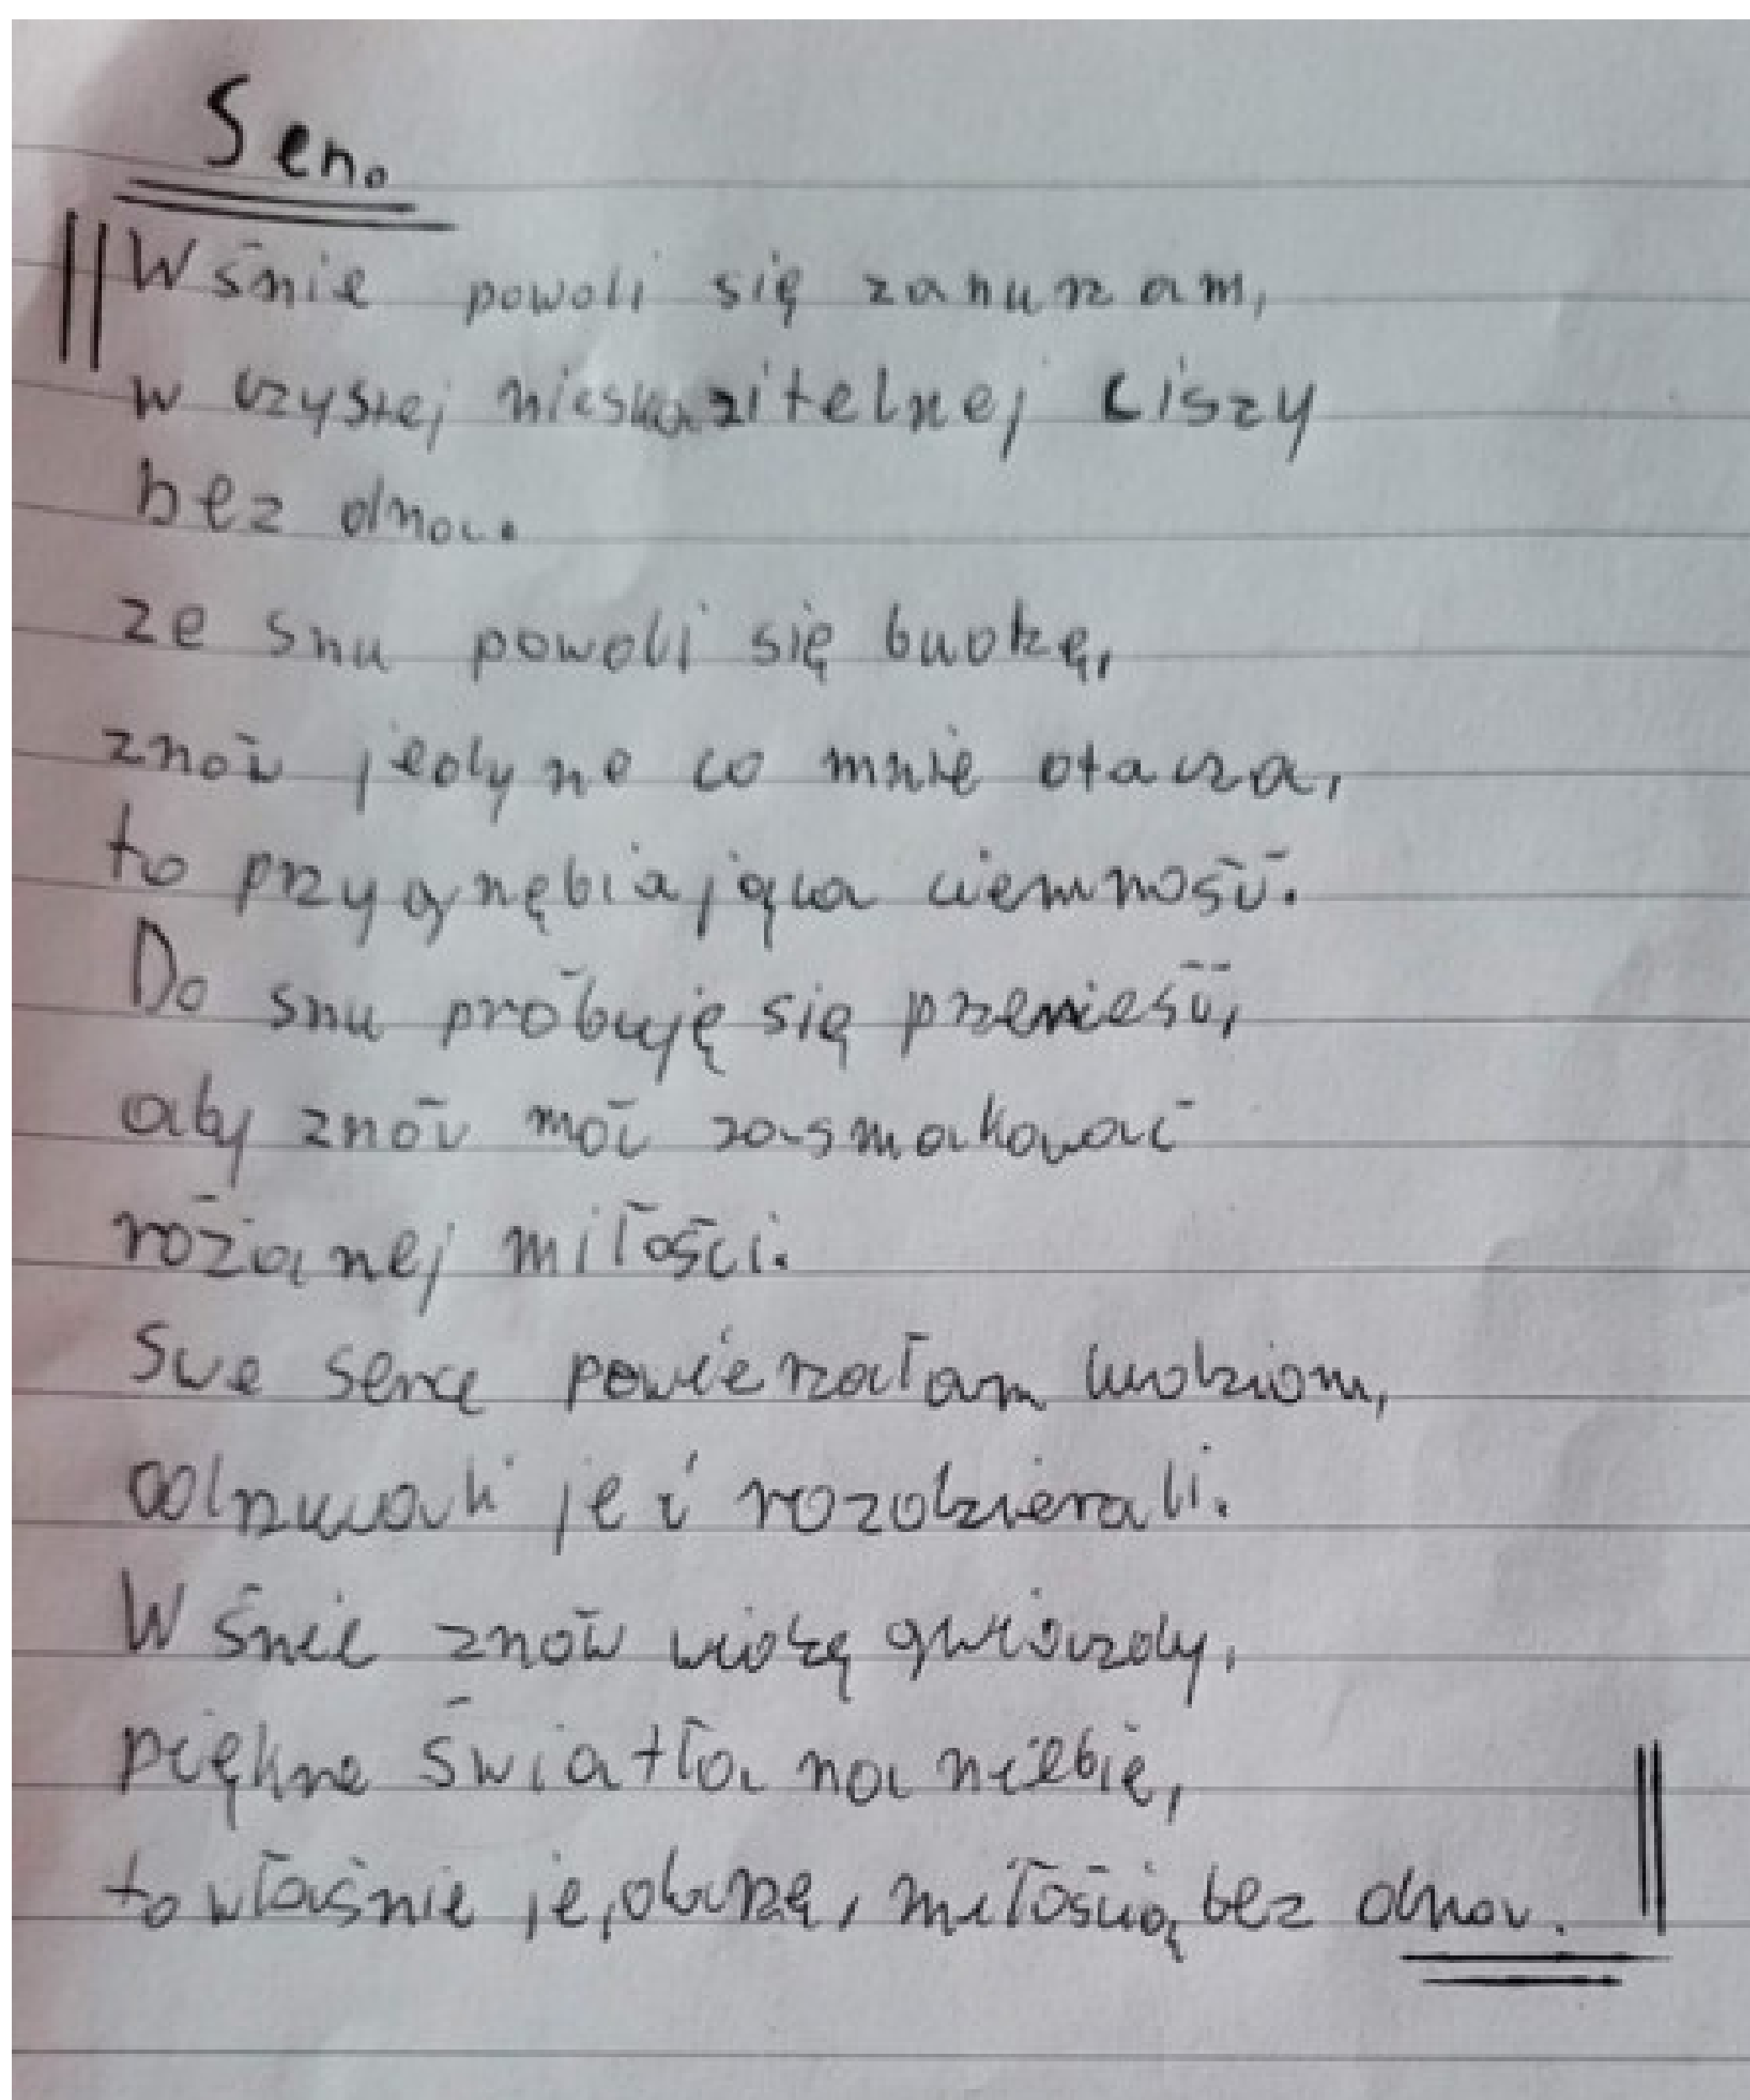 Sen.
W śnie powoli się zanurzam,
w czystej nieskazitelnej ciszy
bez dna.
ze snu powoli się budzę,
znów jedyne co mnie otacza,
to przygnębiająca ciemność.
Do snu próbuję się przenieść,
aby znów móc zasmakować
różanej miłości.
Swe serce powierzałam ludziom,
odrzucali je i rozdzierali.
W śnie znów widzę gwiazdy,
piękne światła na niebie,
to właśnie je, darzę, miłością bez dna.